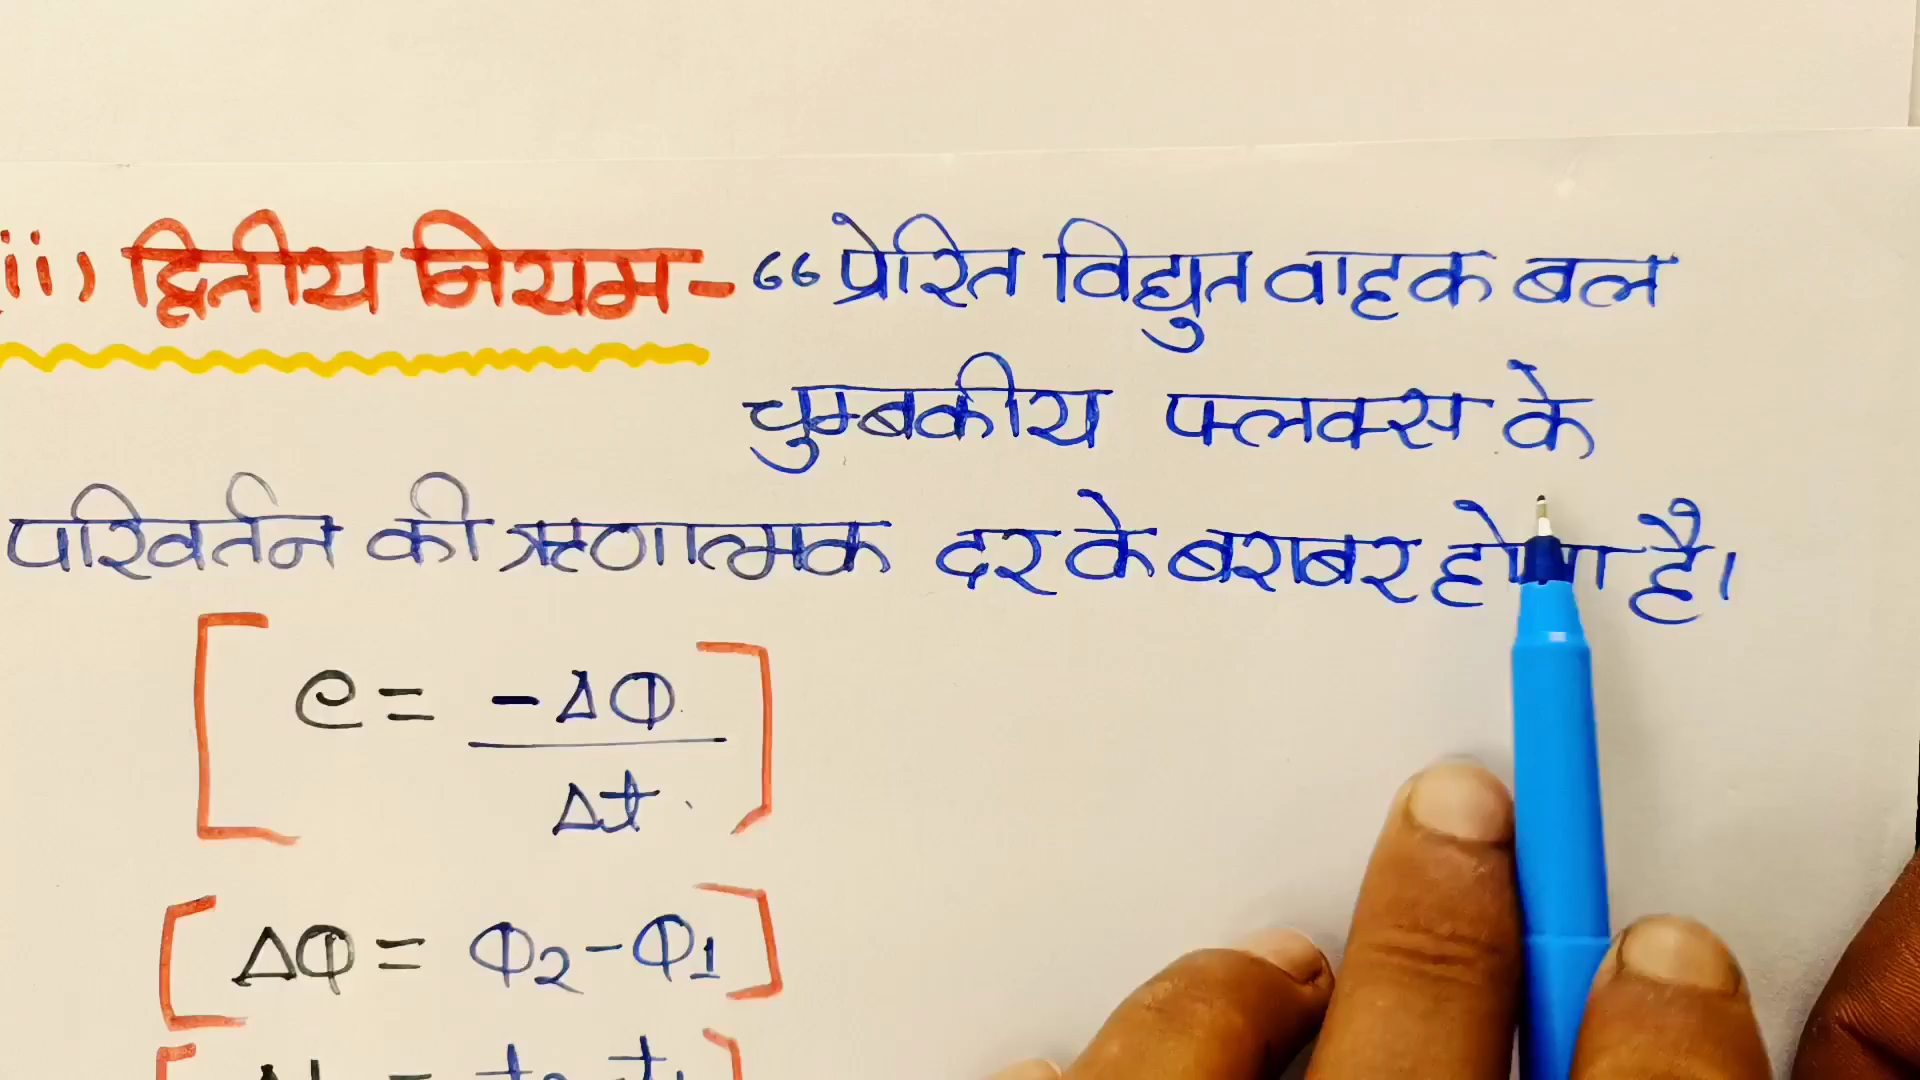 ii) द्वितीय नियम - “प्रेरित विद्युत वाहक बल
चुम्बकीय फ्लक्स के
परिवर्तन की ऋणात्मक दर के बराबर होता है।
e = -ΔΦ
Δt
ΔΦ = Φ2 - Φ1